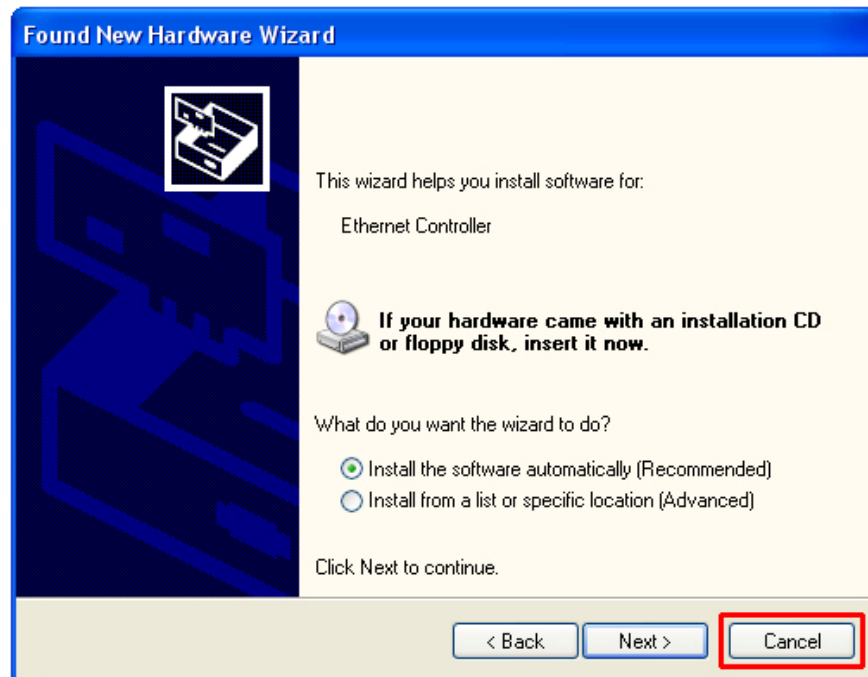 Found New Hardware Wizard
This wizard helps you install software for:
Ethernet Controller
If your hardware came with an installation CD
or floppy disk, insert it now.
What do you want the wizard to do?
Install the software automatically (Recommended)
Install from a list or specific location (Advanced)
Click Next to continue.
< Back Next > Cancel